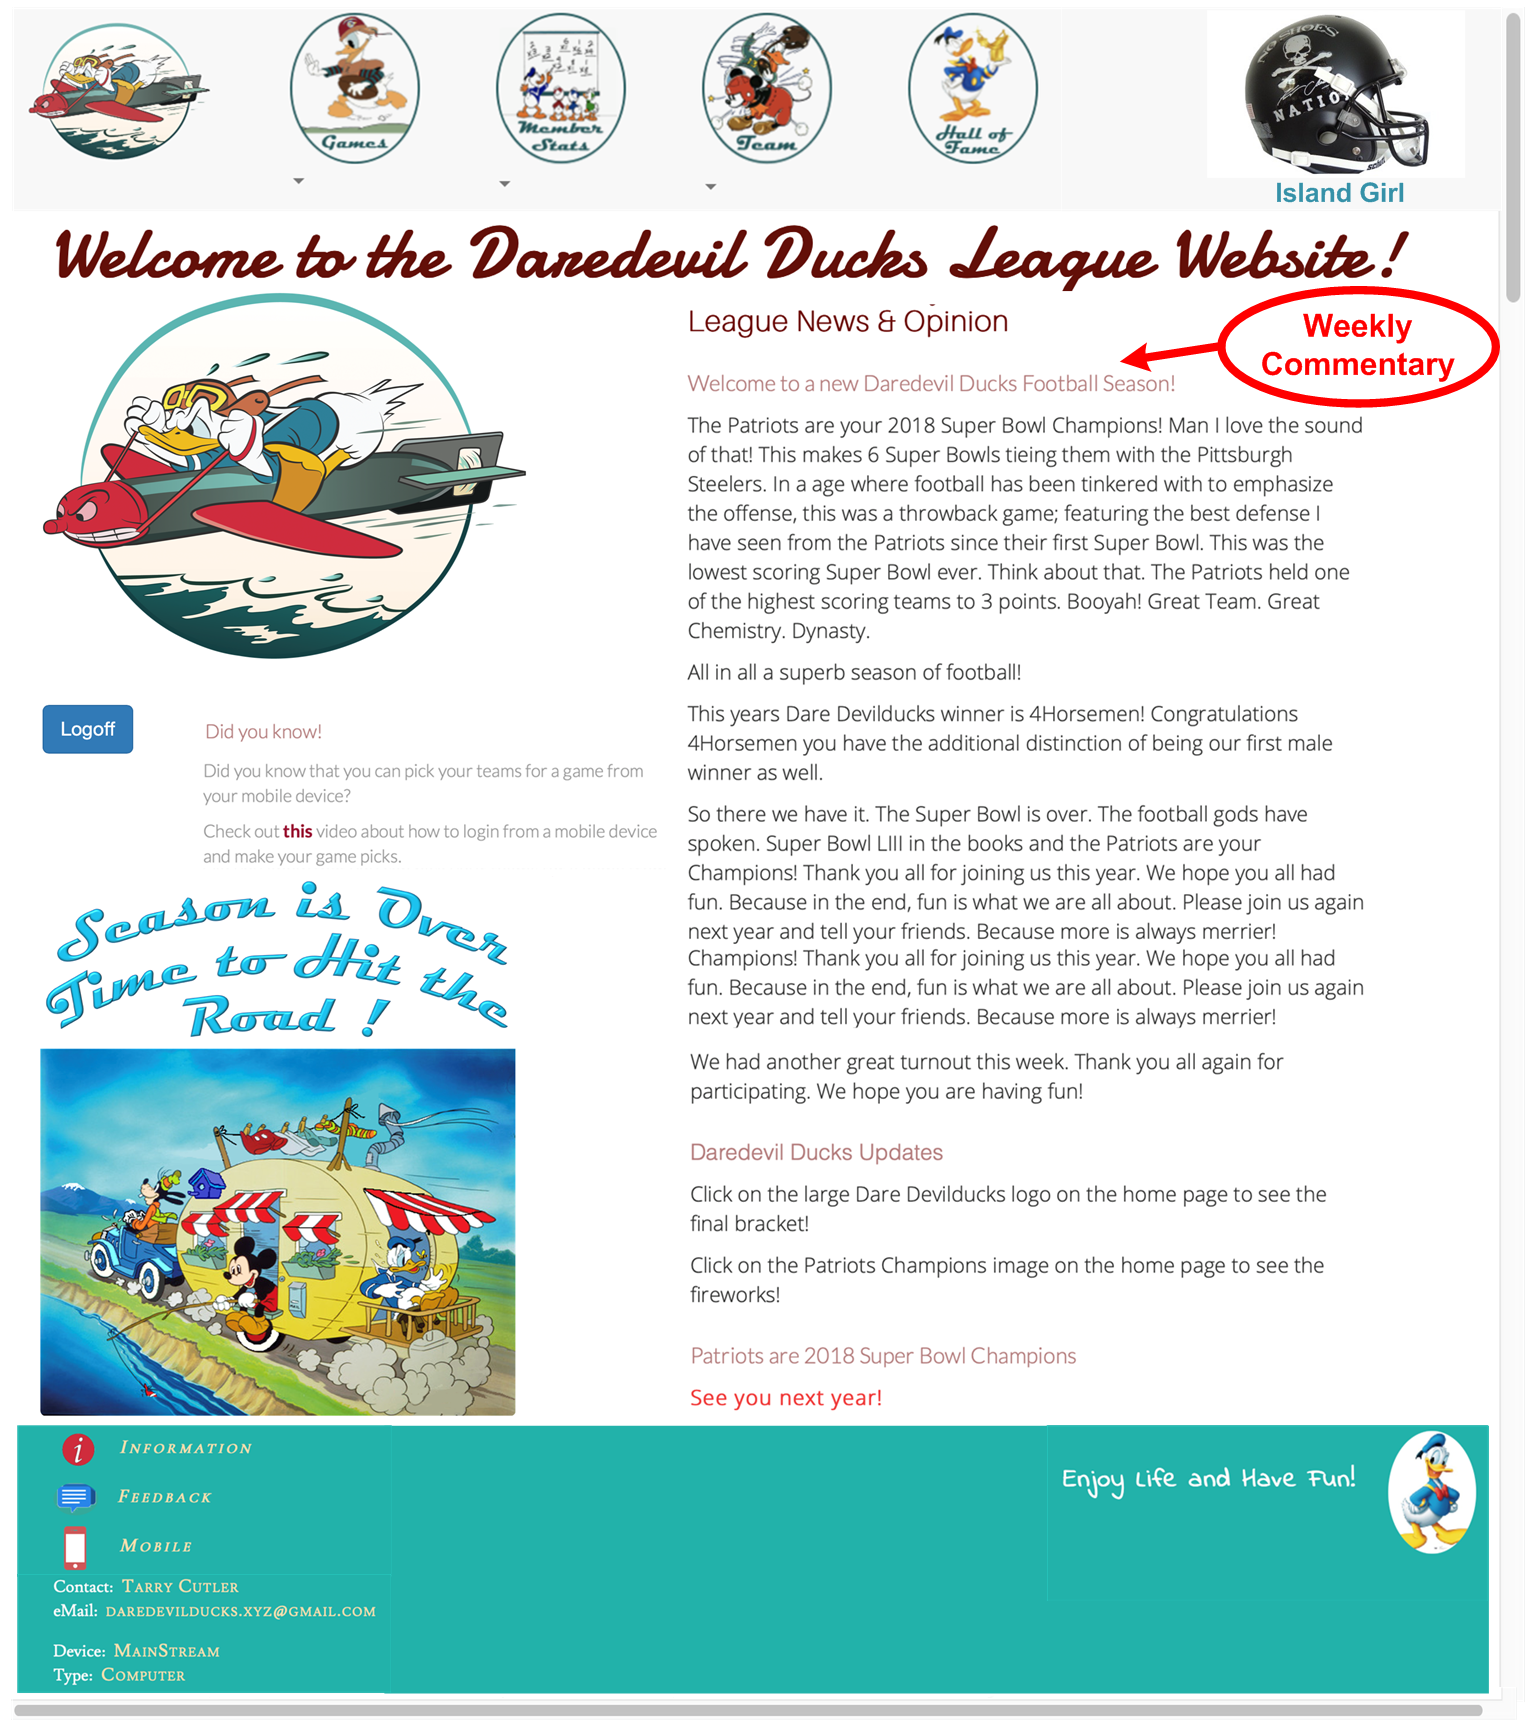 Games
Member
Stats
Team
Hall of
Fame
NO SHOES
NATIO
Island Girl
Welcome to the Daredevil Ducks League Website!
League News & Opinion
Weekly
Commentary
Welcome to a new Daredevil Ducks Football Season!
The Patriots are your 2018 Super Bowl Champions! Man I love the sound
of that! This makes 6 Super Bowls tieing them with the Pittsburgh
Steelers. In a age where football has been tinkered with to emphasize
the offense, this was a throwback game; featuring the best defense I
have seen from the Patriots since their first Super Bowl. This was the
lowest scoring Super Bowl ever. Think about that. The Patriots held one
of the highest scoring teams to 3 points. Booyah! Great Team. Great
Chemistry. Dynasty.
All in all a superb season of football!
This years Dare Devilducks winner is 4Horsemen! Congratulations
4Horsemen you have the additional distinction of being our first male
winner as well.
So there we have it. The Super Bowl is over. The football gods have
spoken. Super Bowl LIII in the books and the Patriots are your
Champions! Thank you all for joining us this year. We hope you all had
fun. Because in the end, fun is what we are all about. Please join us again
next year and tell your friends. Because more is always merrier!
Champions! Thank you all for joining us this year. We hope you all had
fun. Because in the end, fun is what we are all about. Please join us again
next year and tell your friends. Because more is always merrier!
We had another great turnout this week. Thank you all again for
participating. We hope you are having fun!
Daredevil Ducks Updates
Click on the large Dare Devilducks logo on the home page to see the
final bracket!
Click on the Patriots Champions image on the home page to see the
fireworks!
Patriots are 2018 Super Bowl Champions
See you next year!
Logoff
Did you know!
Did you know that you can pick your teams for a game from
your mobile device?
Check out this video about how to login from a mobile device
and make your game picks.
Season is Over
Time to Hit the
Road !
Information
Feedback
Mobile
Contact: Tarry Cutler
eMail: daredevilducks.xyz@gmail.com
Device: MainStream
Type: Computer
Enjoy Life and Have Fun!